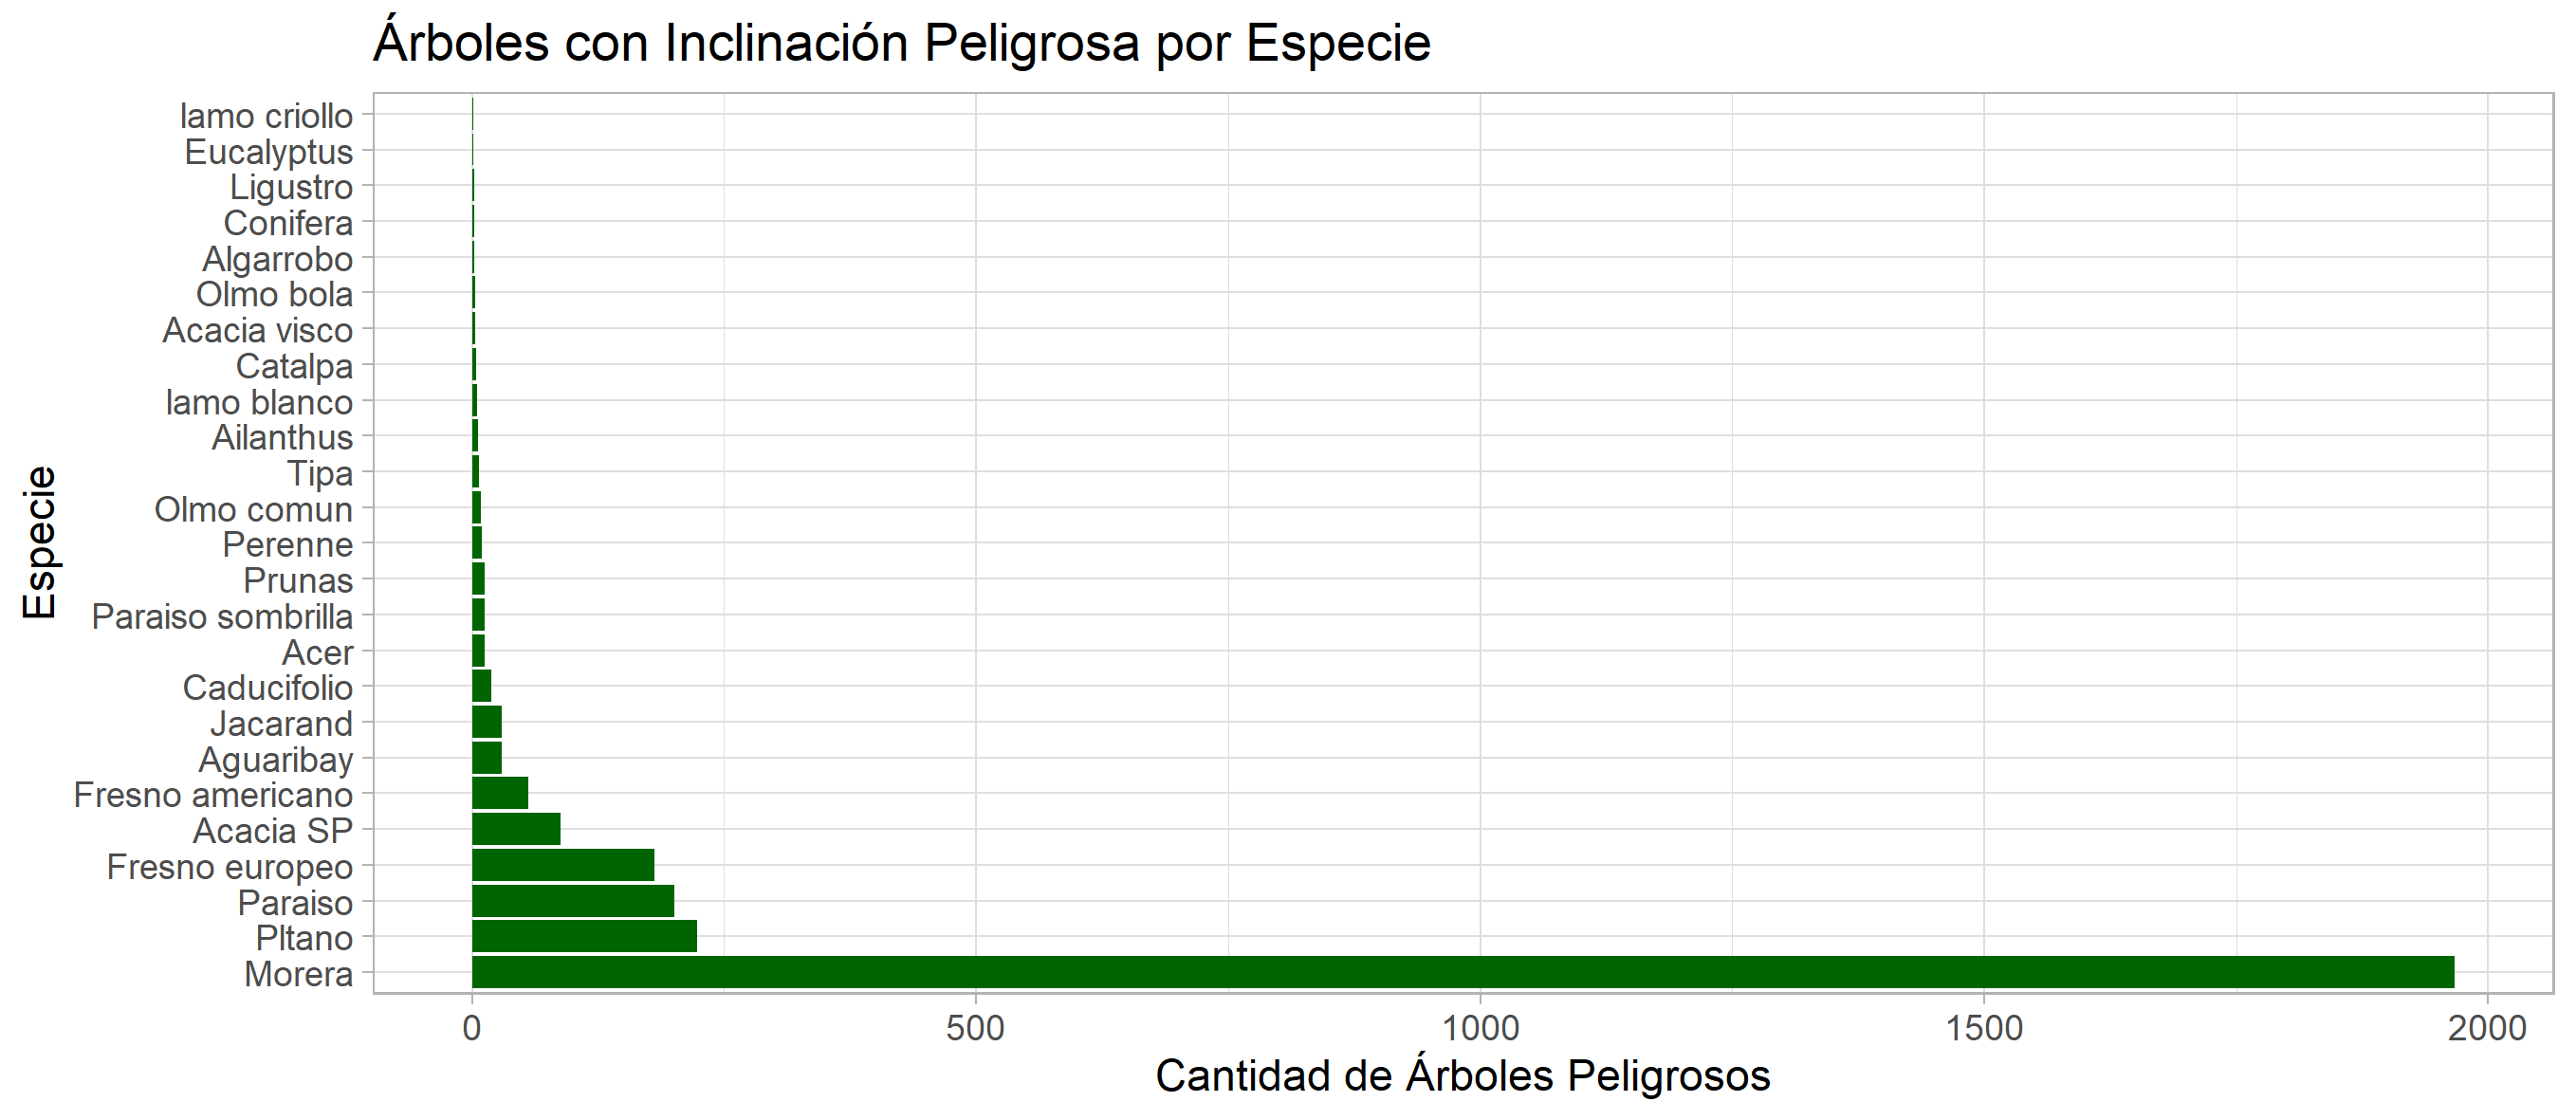 Árboles con Inclinación Peligrosa por Especie
lamo criollo
Eucalyptus
Ligustro
Conifera
Algarrobo
Olmo bola
Acacia visco
Catalpa
lamo blanco
Ailanthus
Tipa
Olmo comun
Perenne
Prunas
Paraiso sombrilla
Acer
Caducifolio
Jacarand
Aguaribay
Fresno americano
Acacia SP
Fresno europeo
Paraiso
Pltano
Morera
Especie
0 500 1000 1500 2000
Cantidad de Árboles Peligrosos